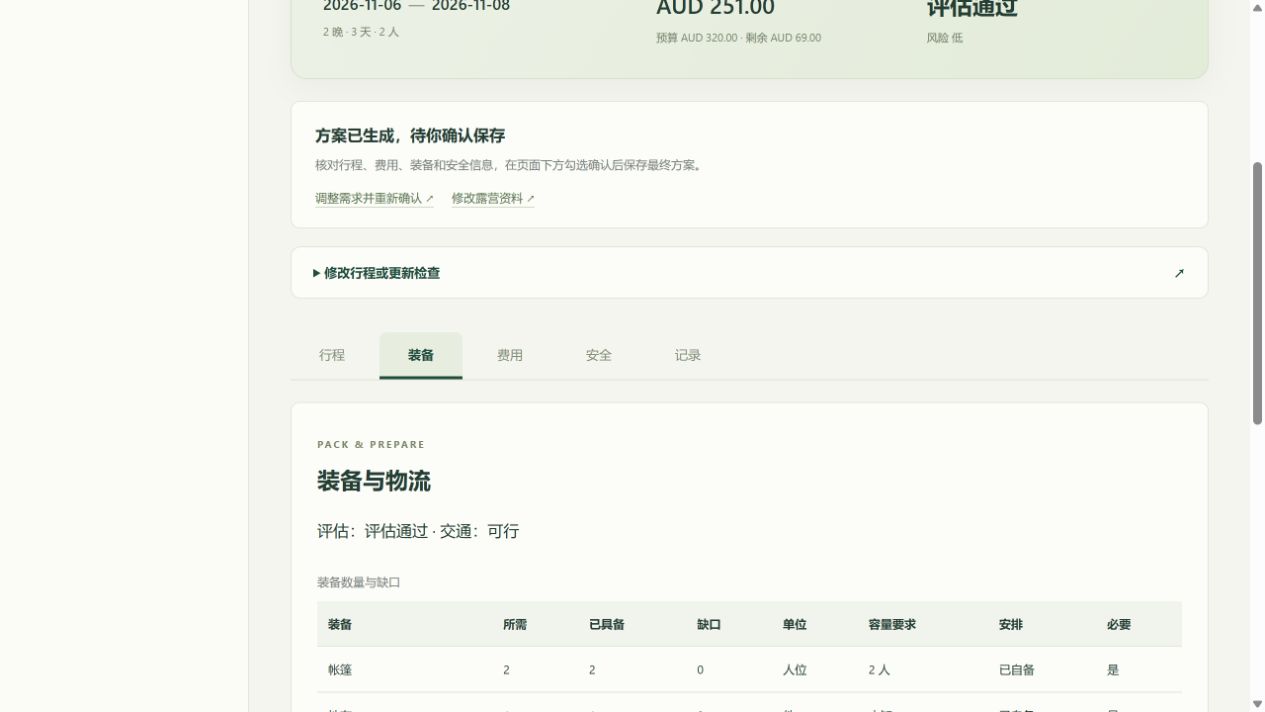 2026-11-06 — 2026-11-08 AUD 251.00 评估通过
2 晚 · 3 天 · 2 人 预算 AUD 320.00 · 剩余 AUD 69.00 风险 低
方案已生成，待你确认保存
核对行程、费用、装备和安全信息，在页面下方勾选确认后保存最终方案。
调整需求并重新确认 ↗ 修改露营资料 ↗
▸ 修改行程或更新检查 ↗
行程 装备 费用 安全 记录
PACK & PREPARE
装备与物流
评估：评估通过 · 交通：可行
装备数量与缺口
装备 所需 已具备 缺口 单位 容量要求 安排 必要
帐篷 2 2 0 人位 2 人 已自备 是